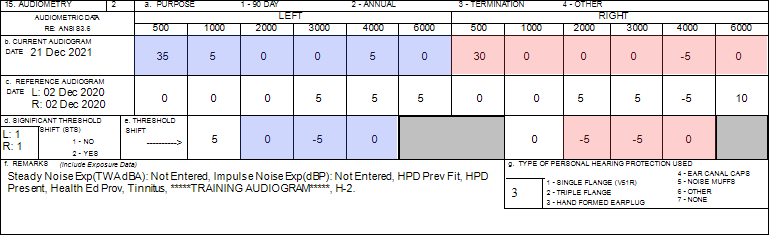 15. AUDIOMETRY 2 a. PURPOSE 1 - 90 DAY 2 - ANNUAL 3 - TERMINATION 4 - OTHER
AUDIOMETRIC DATA LEFT RIGHT
RE: ANSI S3.6 500 1000 2000 3000 4000 6000 500 1000 2000 3000 4000 6000
b. CURRENT AUDIOGRAM
DATE 21 Dec 2021 35 5 0 0 5 0 30 0 0 0 -5 0
c. REFERENCE AUDIOGRAM
DATE L: 02 Dec 2020
R: 02 Dec 2020 0 0 0 5 5 5 0 0 5 5 -5 10
d. SIGNIFICANT THRESHOLD SHIFT (STS) e. THRESHOLD SHIFT
L: 1 1 - NO ----------> 5 0 -5 0 0 -5 -5 0
R: 1 2 - YES
f. REMARKS (Include Exposure Data) g. TYPE OF PERSONAL HEARING PROTECTION USED
Steady Noise Exp(TWA dBA): Not Entered, Impulse Noise Exp(dBP): Not Entered, HPD Prev Fit, HPD
Present, Health Ed Prov, Tinnitus, *****TRAINING AUDIOGRAM*****, H-2.
3
1 - SINGLE FLANGE (V51R)
2 - TRIPLE FLANGE
3 - HAND FORMED EARPLUG
4 - EAR CANAL CAPS
5 - NOISE MUFFS
6 - OTHER
7 - NONE